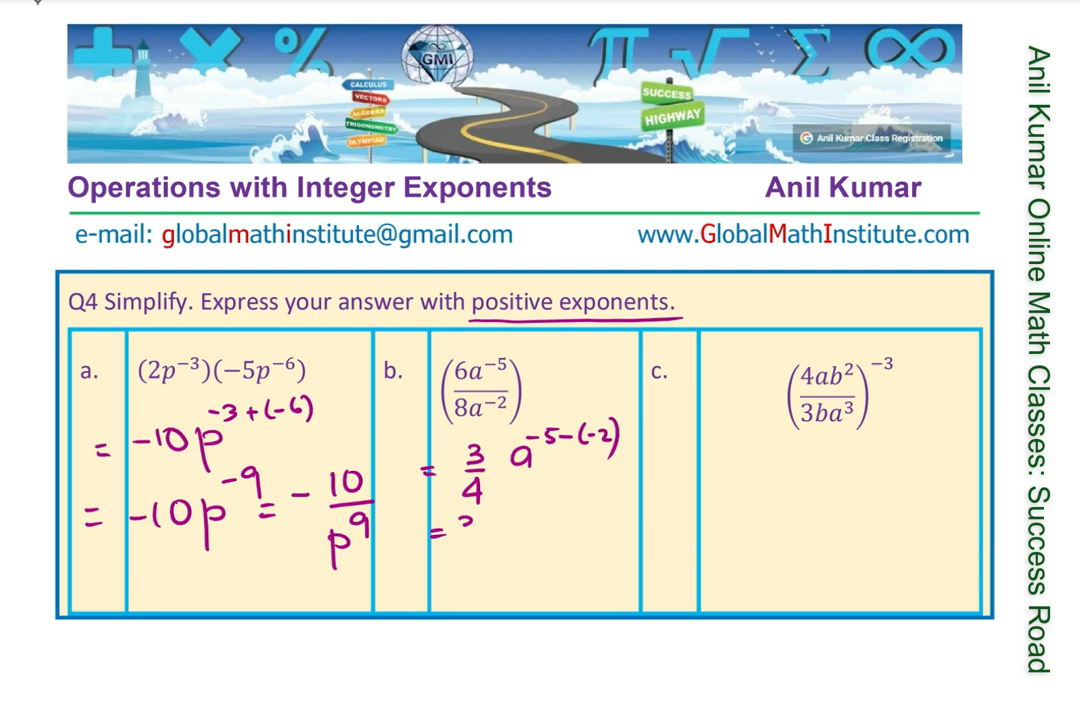 + × % π √ Σ ∞
GMI
CALCULUS
VECTORS
ALGEBRA
TRIGONOMETRY
OLYMPIAD
SUCCESS
HIGHWAY
G Anil Kumar Class Registration
Operations with Integer Exponents Anil Kumar
e-mail: globalmathinstitute@gmail.com www.GlobalMathInstitute.com
Q4 Simplify. Express your answer with positive exponents.
a. (2p⁻³)(−5p⁻⁶)
= -10p^(-3+(-6))
= -10p⁻⁹ = - 10/p⁹
b. (6a⁻⁵/8a⁻²)
= 3/4 a^(-5-(-2))
=
c. (4ab²/3ba³)⁻³
Anil Kumar Online Math Classes: Success Road